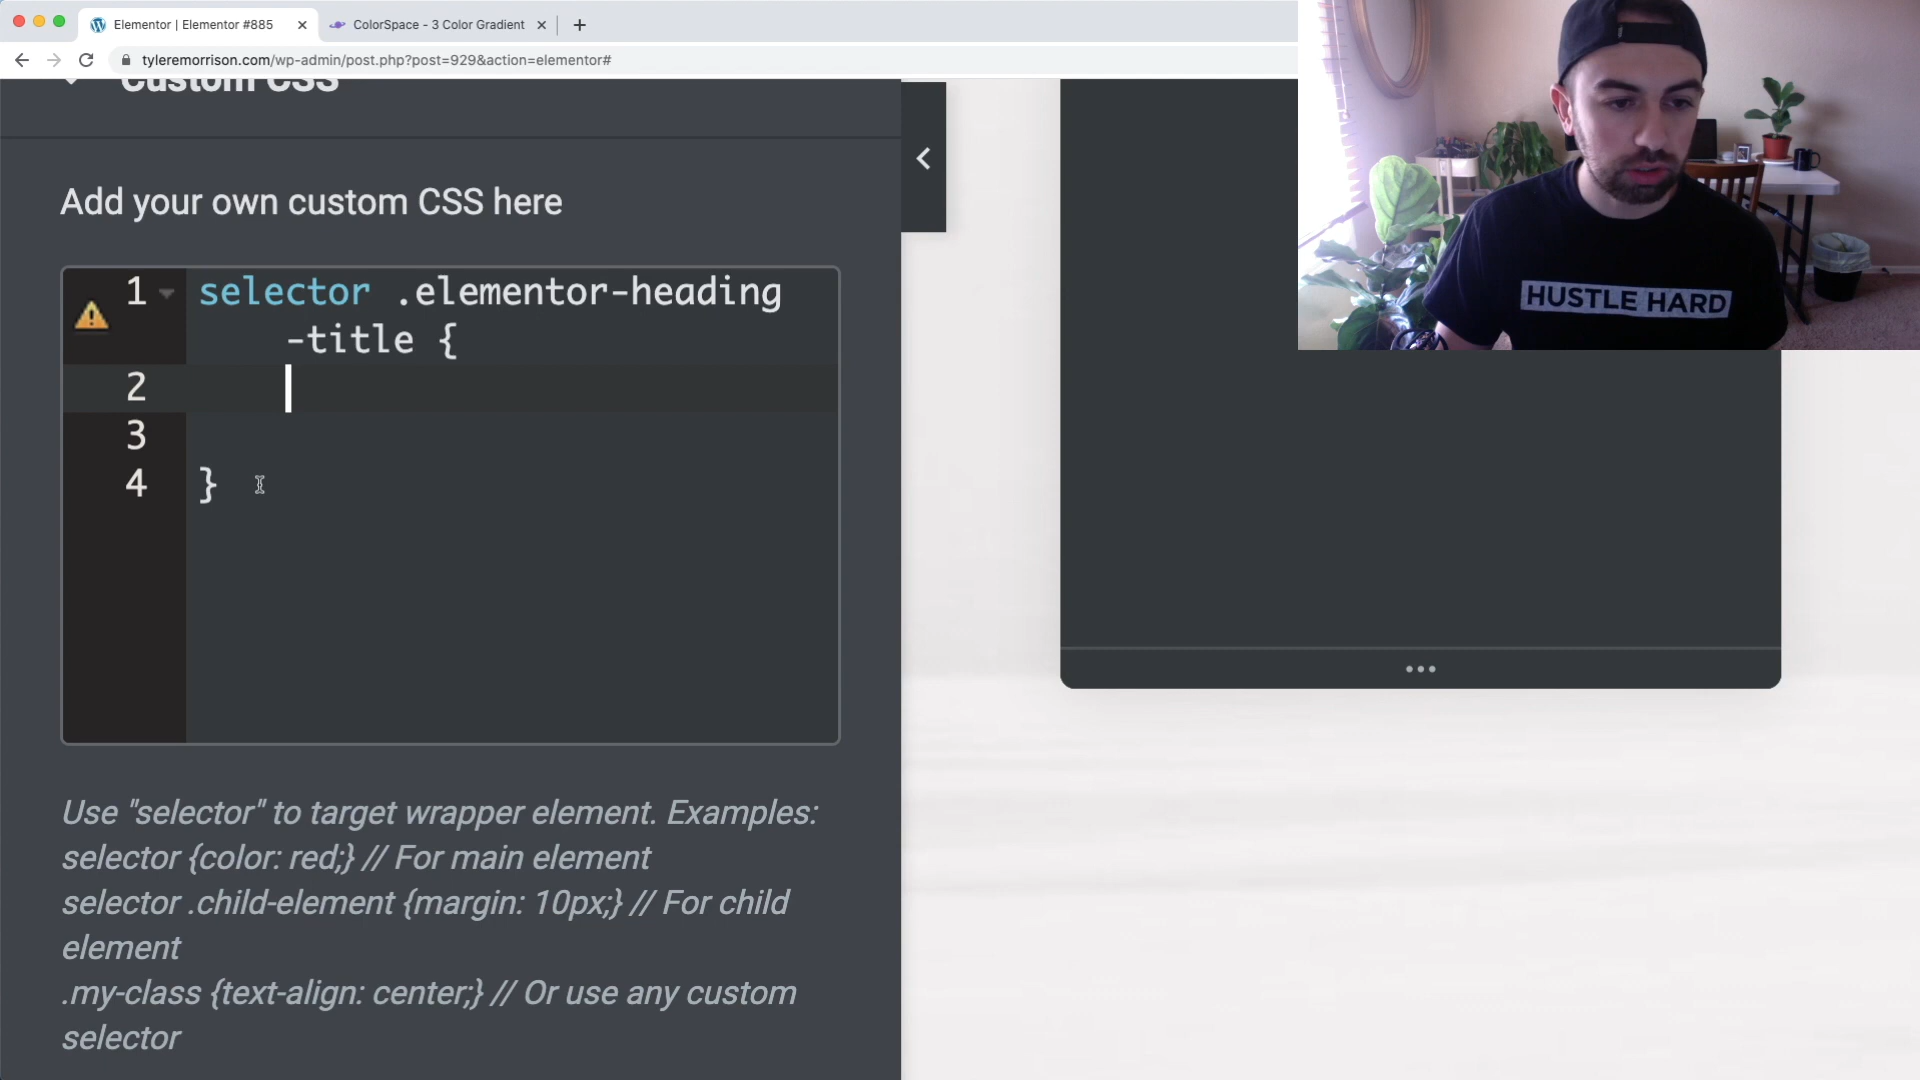 Elementor | Elementor #885
ColorSpace - 3 Color Gradient
tyleremorrison.com/wp-admin/post.php?post=929&action=elementor#
Custom CSS
Add your own custom CSS here
1 selector .elementor-heading
-title {
2
3
4 }
Use "selector" to target wrapper element. Examples:
selector {color: red;} // For main element
selector .child-element {margin: 10px;} // For child
element
.my-class {text-align: center;} // Or use any custom
selector
HUSTLE HARD